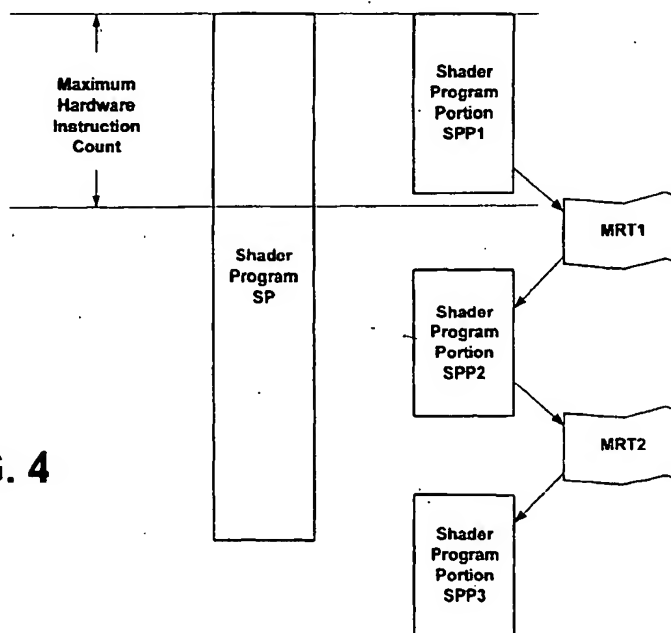 Maximum
Hardware
Instruction
Count
Shader
Program
SP
Shader
Program
Portion
SPP1
MRT1
Shader
Program
Portion
SPP2
MRT2
Shader
Program
Portion
SPP3
G. 4